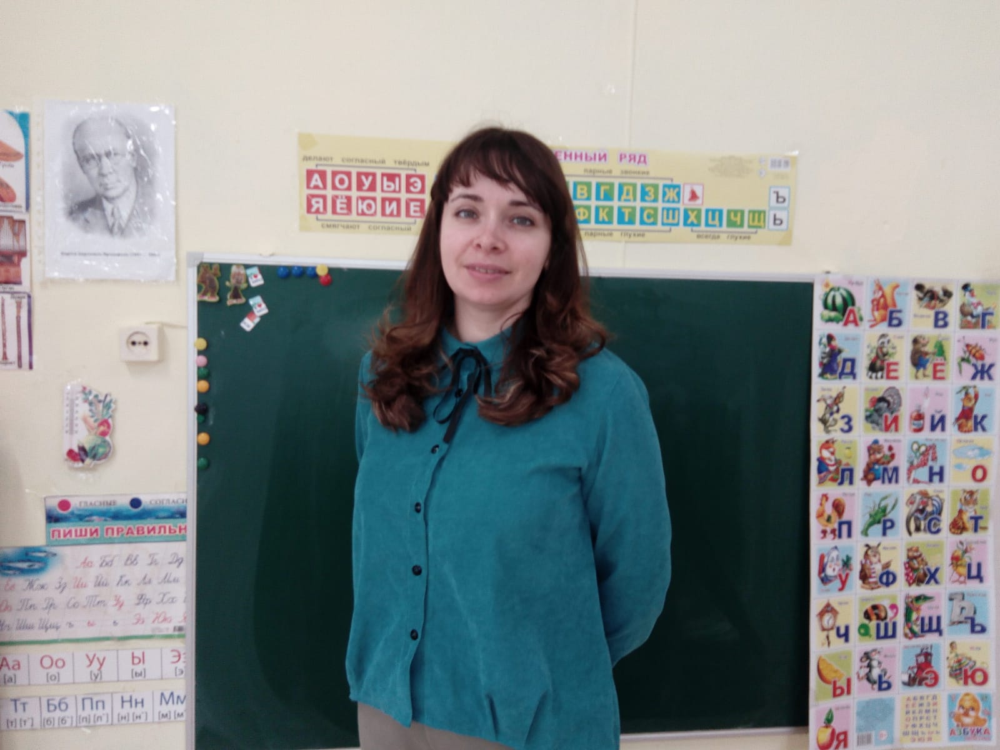 делают согласный твёрдым
А О У Ы Э
Я Ё Ю И Е
смягчают согласный
ЕННЫЙ РЯД
парные звонкие
В Г Д З Ж
Ф К Т С Ш Х Ц Ч Щ
парные глухие
всегда глухие
Ъ
Ь
ГЛАСНЫЕ СОГЛАСН
ПИШИ ПРАВИЛЬН
Аа Бб Вв Гг Дд
Ее Жж Зз Ии Йй Кк Лл Мм
Оо Пп Рр Сс Тт Уу Фф Хх
Чч Шш Щщ ъ ы ь Ээ Юю
Аа Оо Уу Ы Ээ
[а] [о] [у] [ы] [э
Тт Бб Пп Нн Мм
[т] [т'] [б] [б'] [п] [п'] [н] [н'] [м] [м'
А Б В Г
Д Е Ё Ж
З И Й К
Л М Н О
П Р С Т
У Ф Х Ц
Ч Ш Щ Ъ
Ы Ь Э Ю
Я
АЗБУКА